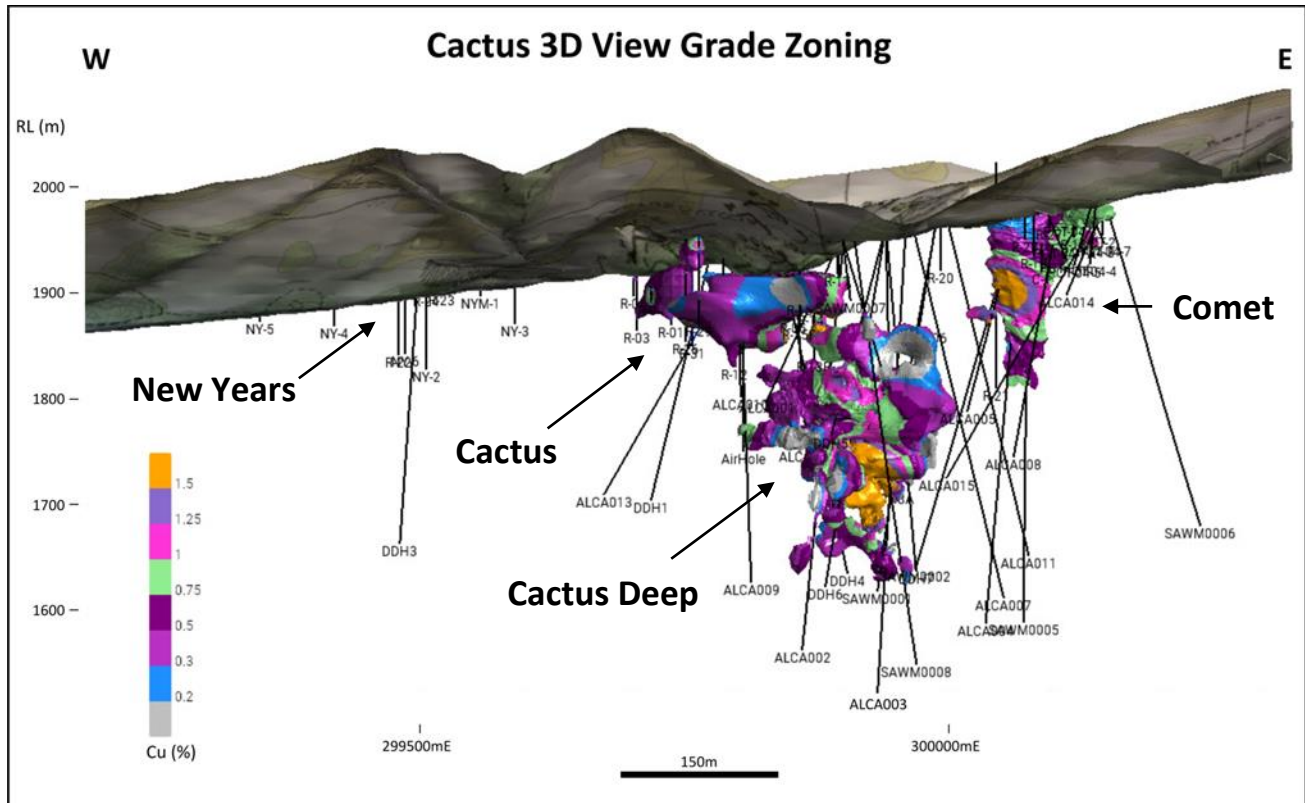 Cactus 3D View Grade Zoning
W
E
RL (m)
2000
1900
1800
1700
1600
New Years
Cactus
Cactus Deep
Comet
NY-5
NY-4
NYM-1
NY-3
NY-2
DDH3
R-03
R-12
ALCA013
DDH1
AirHole
ALCA009
ALCA002
DDH6
DDH4
SAWM0001
ALCA003
SAWM0008
SAWM0007
R-20
ALCA014
R-21
ALCA005
ALCA008
ALCA015
ALCA011
ALCA007
SAWM0005
SAWM0006
1.5
1.25
1
0.75
0.5
0.3
0.2
Cu (%)
299500mE
300000mE
150m